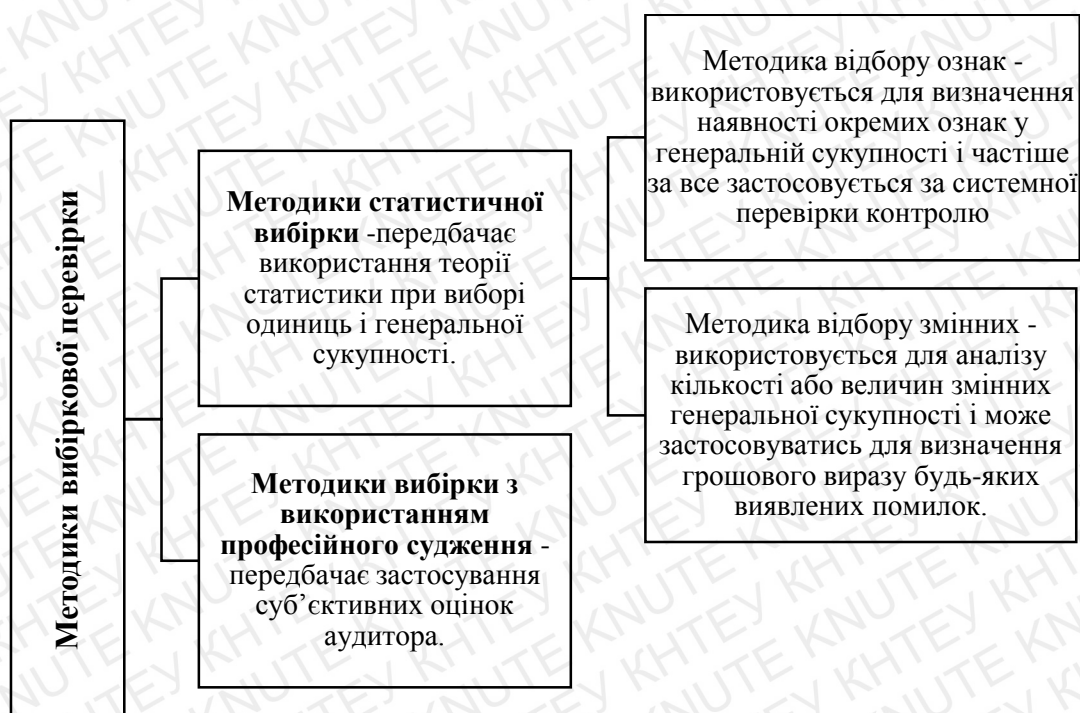 Методики вибіркової перевірки
Методики статистичної
вибірки -передбачає
використання теорії
статистики при виборі
одиниць і генеральної
сукупності.
Методики вибірки з
використанням
професійного судження -
передбачає застосування
суб’єктивних оцінок
аудитора.
Методика відбору ознак -
використовується для визначення
наявності окремих ознак у
генеральній сукупності і частіше
за все застосовується за системної
перевірки контролю
Методика відбору змінних -
використовується для аналізу
кількості або величин змінних
генеральної сукупності і може
застосовуватись для визначення
грошового виразу будь-яких
виявлених помилок.